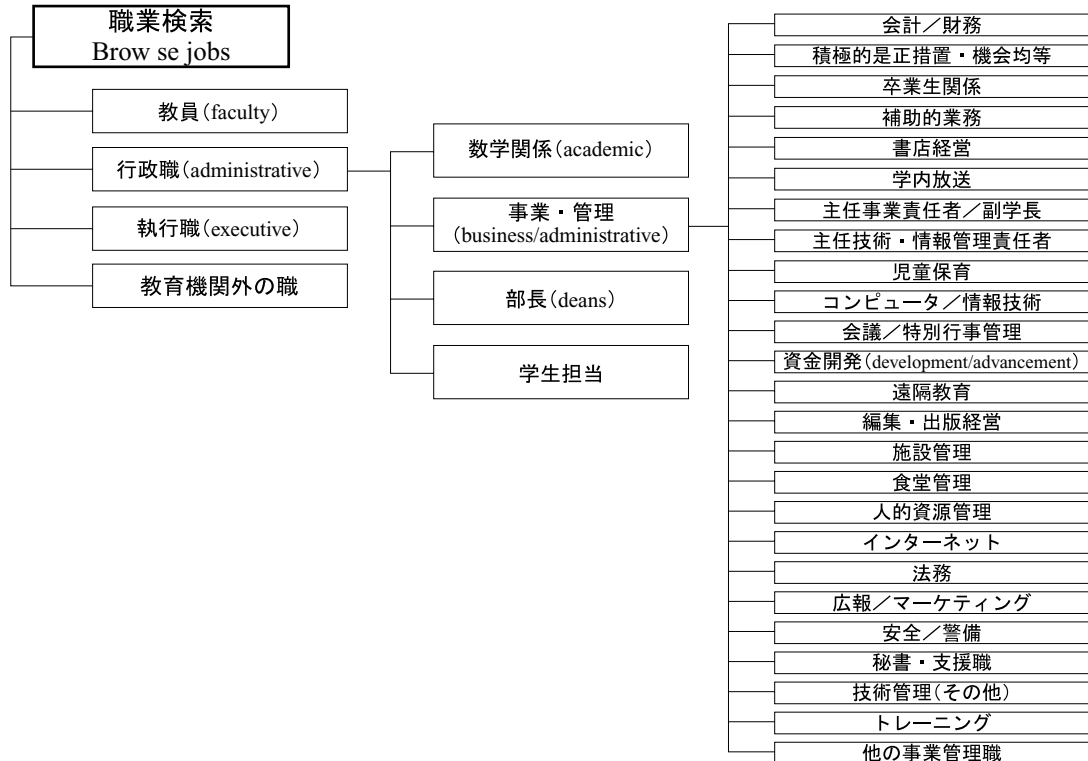 職業検索
Brow se jobs
教員(faculty)
行政職(administrative)
執行職(executive)
教育機関外の職
数学関係(academic)
事業・管理
(business/administrative)
部長(deans)
学生担当
会計／財務
積極的是正措置・機会均等
卒業生関係
補助的業務
書店経営
学内放送
主任事業責任者／副学長
主任技術・情報管理責任者
児童保育
コンピュータ／情報技術
会議／特別行事管理
資金開発(development/advancement)
遠隔教育
編集・出版経営
施設管理
食堂管理
人的資源管理
インターネット
法務
広報／マーケティング
安全／警備
秘書・支援職
技術管理(その他)
トレーニング
他の事業管理職